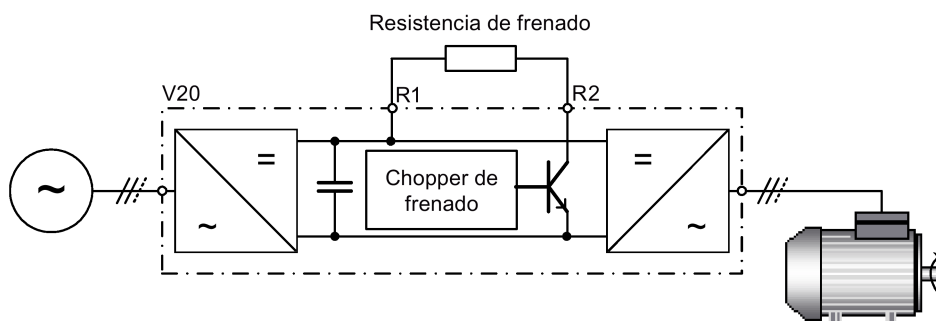 Resistencia de frenado
V20
R1
R2
=
=
Chopper de
frenado
~
~
~